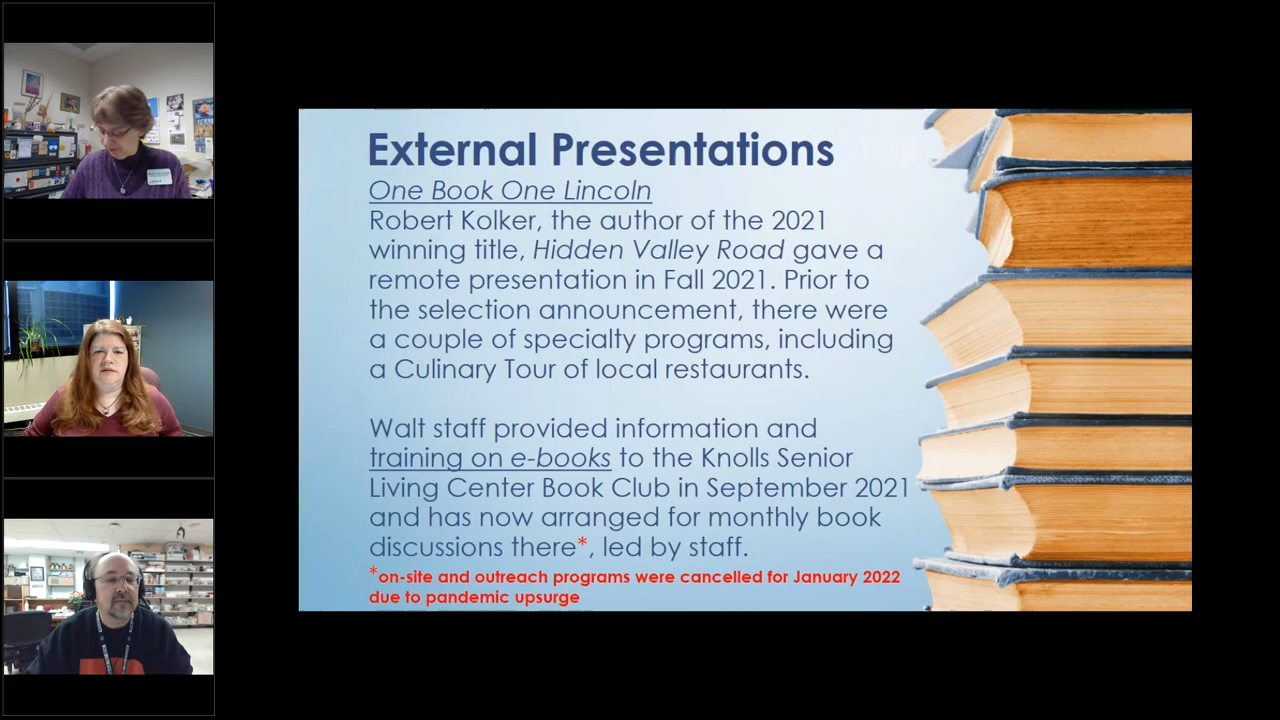 External Presentations
One Book One Lincoln
Robert Kolker, the author of the 2021
winning title, Hidden Valley Road gave a
remote presentation in Fall 2021. Prior to
the selection announcement, there were
a couple of specialty programs, including
a Culinary Tour of local restaurants.
Walt staff provided information and
training on e-books to the Knolls Senior
Living Center Book Club in September 2021 -
and has now arranged for monthly book
discussions there*, led by staff.
*on-site and outreach programs were cancelled for January 2022
due to pandemic upsurge